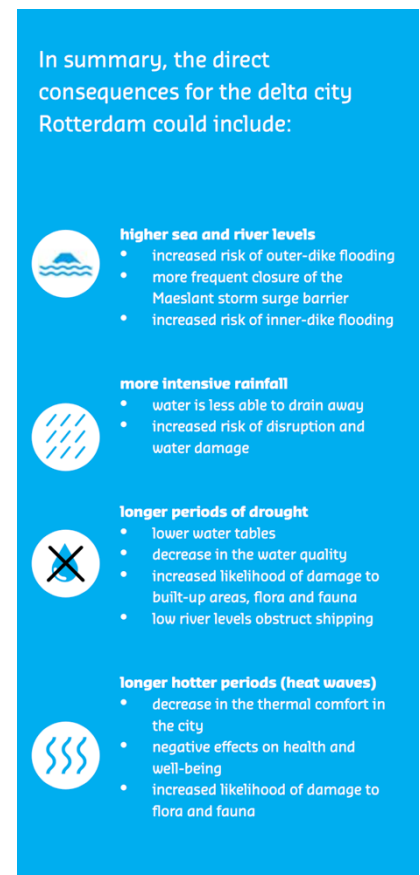 In summary, the direct
consequences for the delta city
Rotterdam could include:
higher sea and river levels
• increased risk of outer-dike flooding
• more frequent closure of the
Maeslant storm surge barrier
• increased risk of inner-dike flooding
more intensive rainfall
• water is less able to drain away
• increased risk of disruption and
water damage
longer periods of drought
• lower water tables
• decrease in the water quality
• increased likelihood of damage to
built-up areas, flora and fauna
• low river levels obstruct shipping
longer hotter periods (heat waves)
• decrease in the thermal comfort in
the city
• negative effects on health and
well-being
• increased likelihood of damage to
flora and fauna